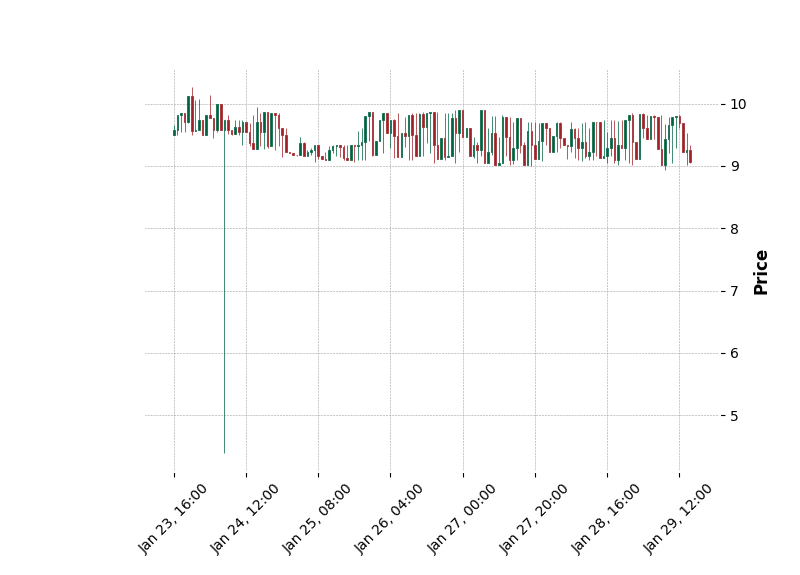 10
9
8
7
6
5
Price
Jan 23, 16:00
Jan 24, 12:00
Jan 25, 08:00
Jan 26, 04:00
Jan 27, 00:00
Jan 27, 20:00
Jan 28, 16:00
Jan 29, 12:00